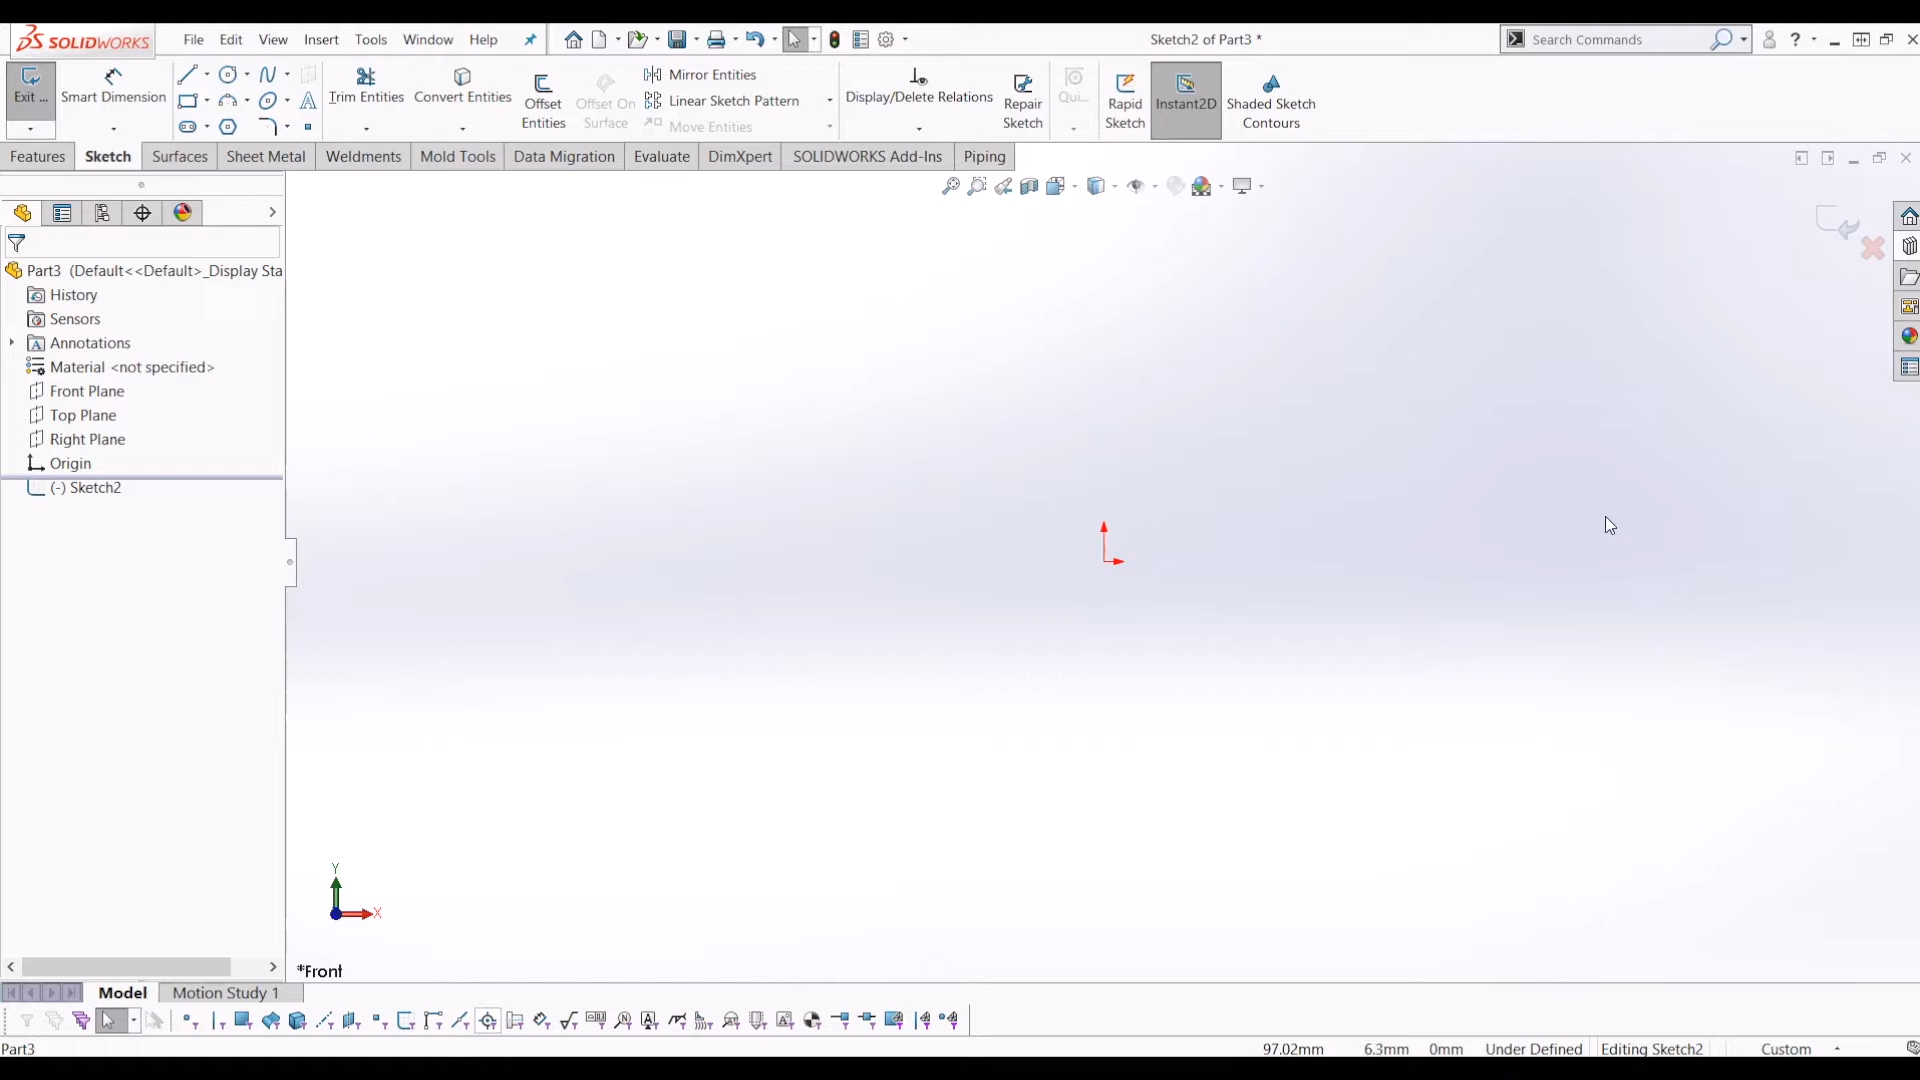 SOLIDWORKS File Edit View Insert Tools Window Help Sketch2 of Part3 * Search Commands ?
Exit ... Smart Dimension Trim Entities Convert Entities Offset Entities Offset On Surface Mirror Entities Linear Sketch Pattern Move Entities Display/Delete Relations Repair Sketch Qui... Rapid Sketch Instant2D Shaded Sketch Contours
Features Sketch Surfaces Sheet Metal Weldments Mold Tools Data Migration Evaluate DimXpert SOLIDWORKS Add-Ins Piping
Part3 (Default<<Default>_Display Sta
History
Sensors
Annotations
Material <not specified>
Front Plane
Top Plane
Right Plane
Origin
(-) Sketch2
Y
X
*Front
Model Motion Study 1
Part3 97.02mm 6.3mm 0mm Under Defined Editing Sketch2 Custom